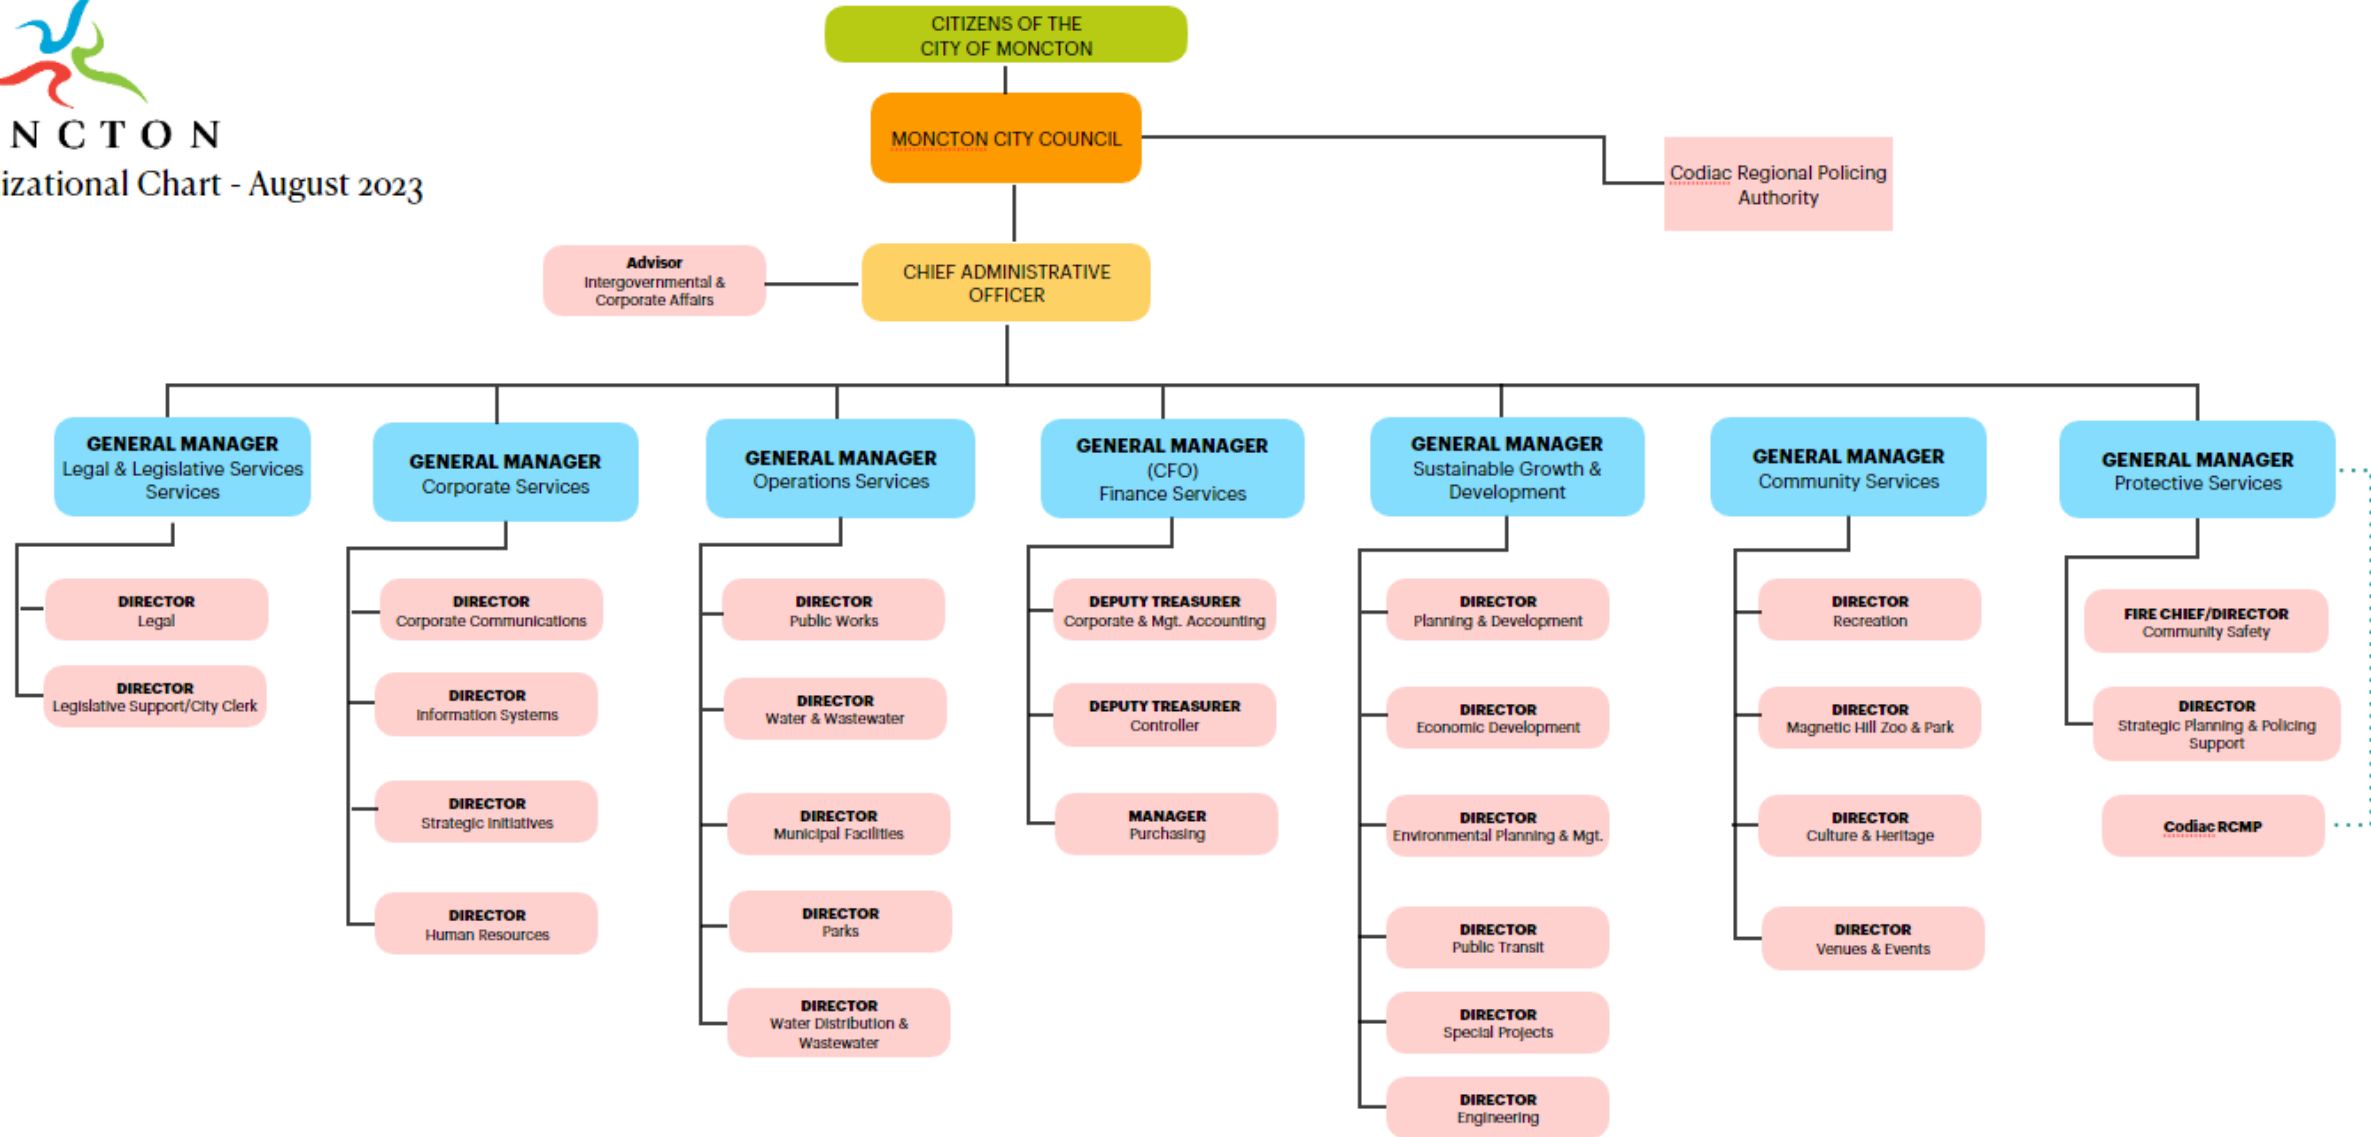 CITIZENS OF THE
CITY OF MONCTON
NCTON
izational Chart - August 2023
MONCTON CITY COUNCIL
Codiac Regional Policing
Authority
Advisor
Intergovernmental &
Corporate Affairs
CHIEF ADMINISTRATIVE
OFFICER
GENERAL MANAGER
Legal & Legislative Services
Services
DIRECTOR
Legal
DIRECTOR
Legislative Support/City Clerk
GENERAL MANAGER
Corporate Services
DIRECTOR
Corporate Communications
DIRECTOR
Information Systems
DIRECTOR
Strategic Initiatives
DIRECTOR
Human Resources
GENERAL MANAGER
Operations Services
DIRECTOR
Public Works
DIRECTOR
Water & Wastewater
DIRECTOR
Municipal Facilities
DIRECTOR
Parks
DIRECTOR
Water Distribution &
Wastewater
GENERAL MANAGER
(CFO)
Finance Services
DEPUTY TREASURER
Corporate & Mgt. Accounting
DEPUTY TREASURER
Controller
MANAGER
Purchasing
GENERAL MANAGER
Sustainable Growth &
Development
DIRECTOR
Planning & Development
DIRECTOR
Economic Development
DIRECTOR
Environmental Planning & Mgt.
DIRECTOR
Public Transit
DIRECTOR
Special Projects
DIRECTOR
Engineering
GENERAL MANAGER
Community Services
DIRECTOR
Recreation
DIRECTOR
Magnetic Hill Zoo & Park
DIRECTOR
Culture & Heritage
DIRECTOR
Venues & Events
GENERAL MANAGER
Protective Services
FIRE CHIEF/DIRECTOR
Community Safety
DIRECTOR
Strategic Planning & Policing
Support
Codiac RCMP